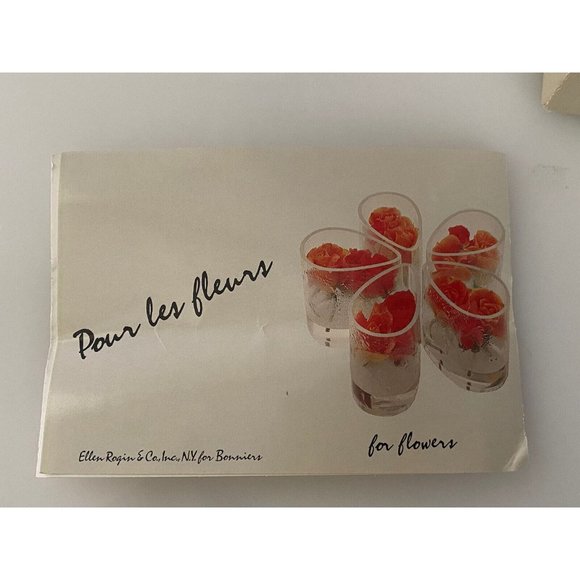 Pour les fleurs
for flowers
Ellen Rogin & Co., Inc., N.Y. for Bonniers